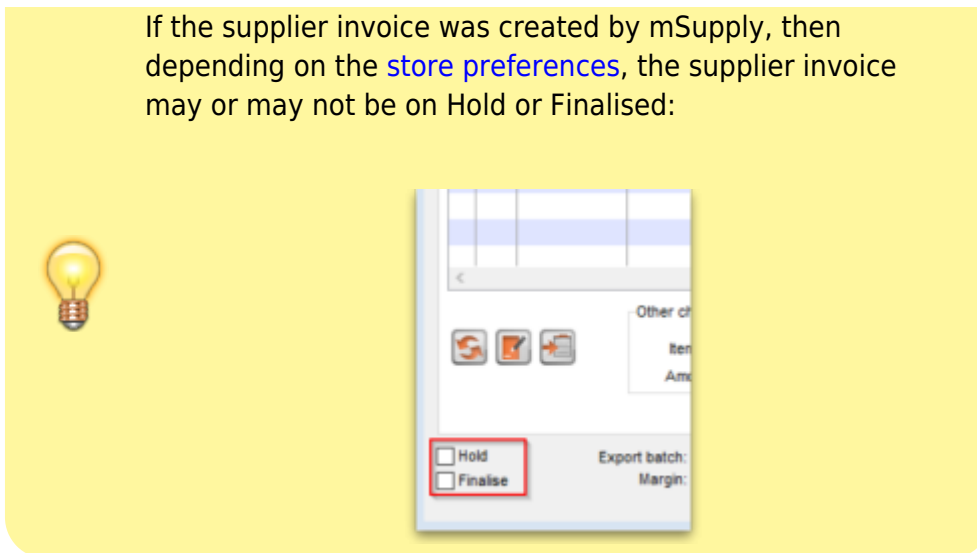 If the supplier invoice was created by mSupply, then
depending on the store preferences, the supplier invoice
may or may not be on Hold or Finalised:
Other
Hold
Export batch:
Finalise
Margin: